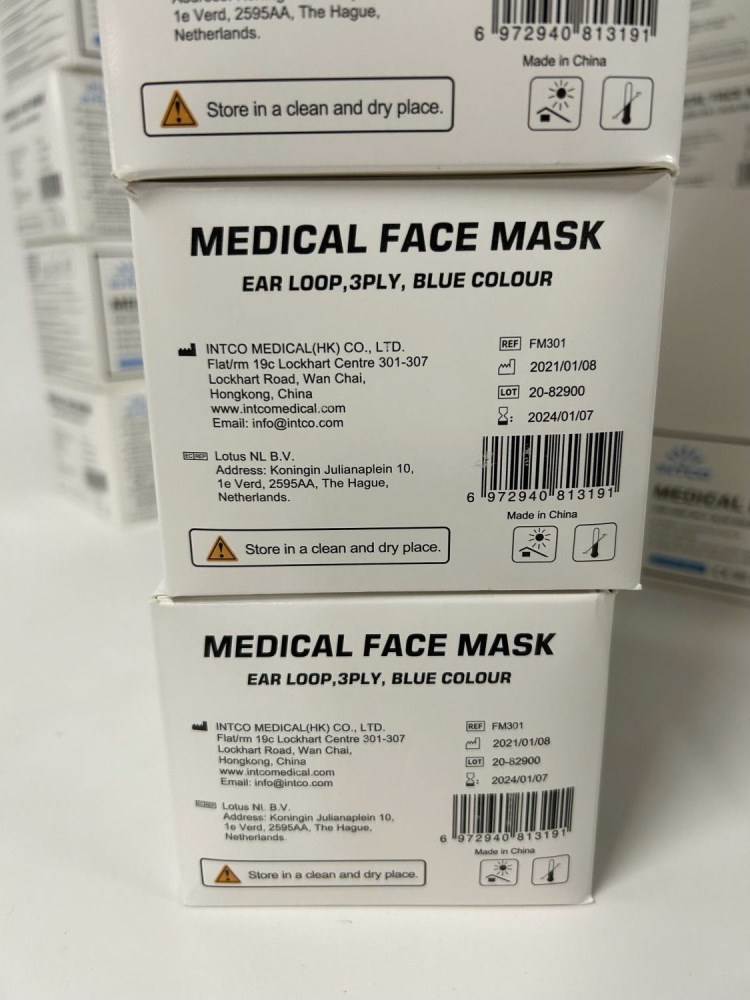 1e Verd, 2595AA, The Hague,
Netherlands.
6 972940 813191
Made in China
Store in a clean and dry place.
MEDICAL FACE MASK
EAR LOOP,3PLY, BLUE COLOUR
INTCO MEDICAL(HK) CO., LTD.
Flat/rm 19c Lockhart Centre 301-307
Lockhart Road, Wan Chai,
Hongkong, China
www.intcomedical.com
Email: info@intco.com
REF FM301
2021/01/08
LOT 20-82900
2024/01/07
EC REP Lotus NL B.V.
Address: Koningin Julianaplein 10,
1e Verd, 2595AA, The Hague,
Netherlands.
6 972940 813191
Made in China
Store in a clean and dry place.
MEDICAL FACE MASK
EAR LOOP,3PLY, BLUE COLOUR
INTCO MEDICAL(HK) CO., LTD.
Flat/rm 19c Lockhart Centre 301-307
Lockhart Road, Wan Chai,
Hongkong, China
www.intcomedical.com
Email: info@intco.com
REF FM301
2021/01/08
LOT 20-82900
2024/01/07
EC REP Lotus NL B.V.
Address: Koningin Julianaplein 10,
1e Verd, 2595AA, The Hague,
Netherlands
6 972940 813191
Made in China
Store in a clean and dry place.
MEDICAL